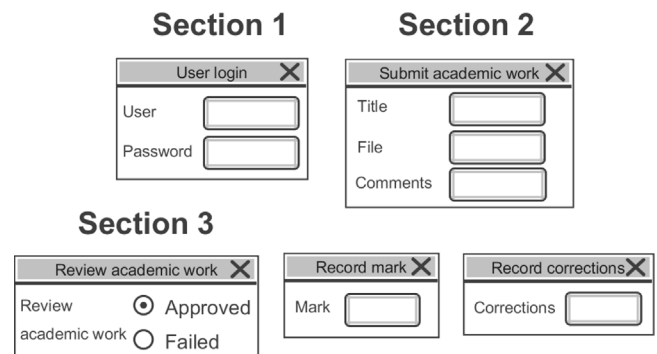 Section 1
Section 2
User login
User
Password
Submit academic work
Title
File
Comments
Section 3
Review academic work
Review
academic work
Approved
Failed
Record mark
Mark
Record corrections
Corrections